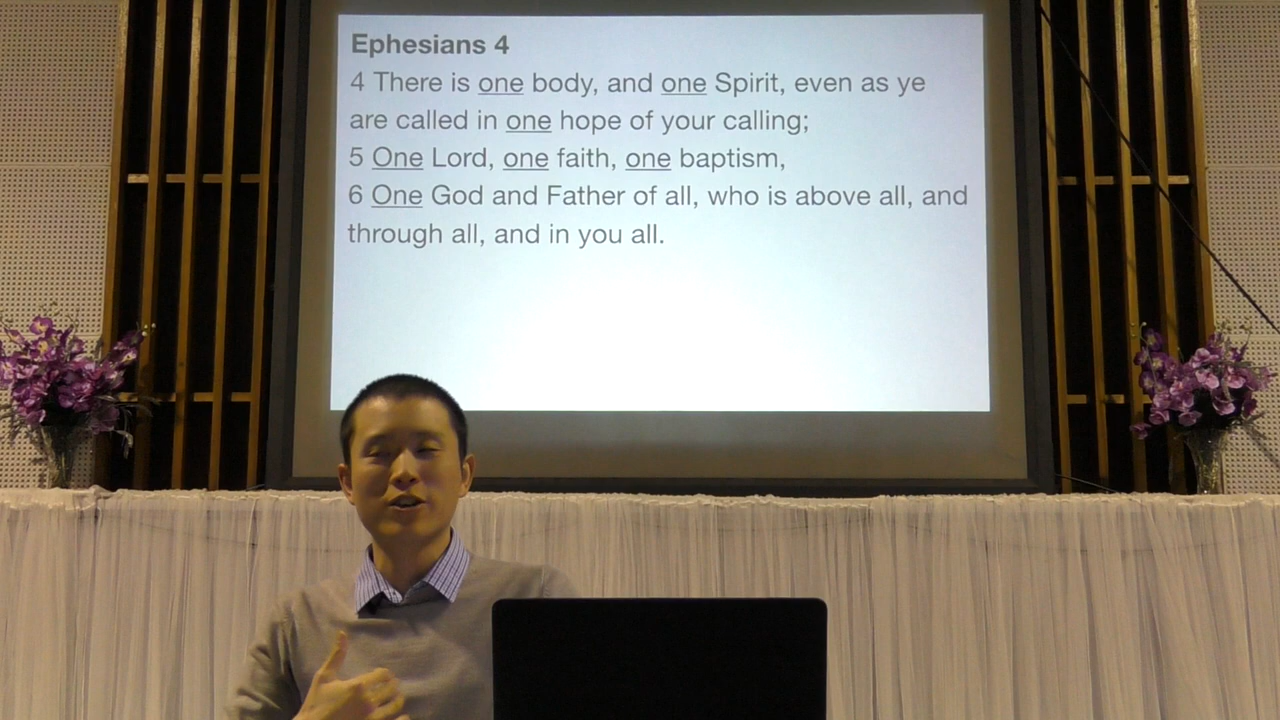 Ephesians 4
4 There is one body, and one Spirit, even as ye
are called in one hope of your calling;
5 One Lord, one faith, one baptism,
6 One God and Father of all, who is above all, and
through all, and in you all.